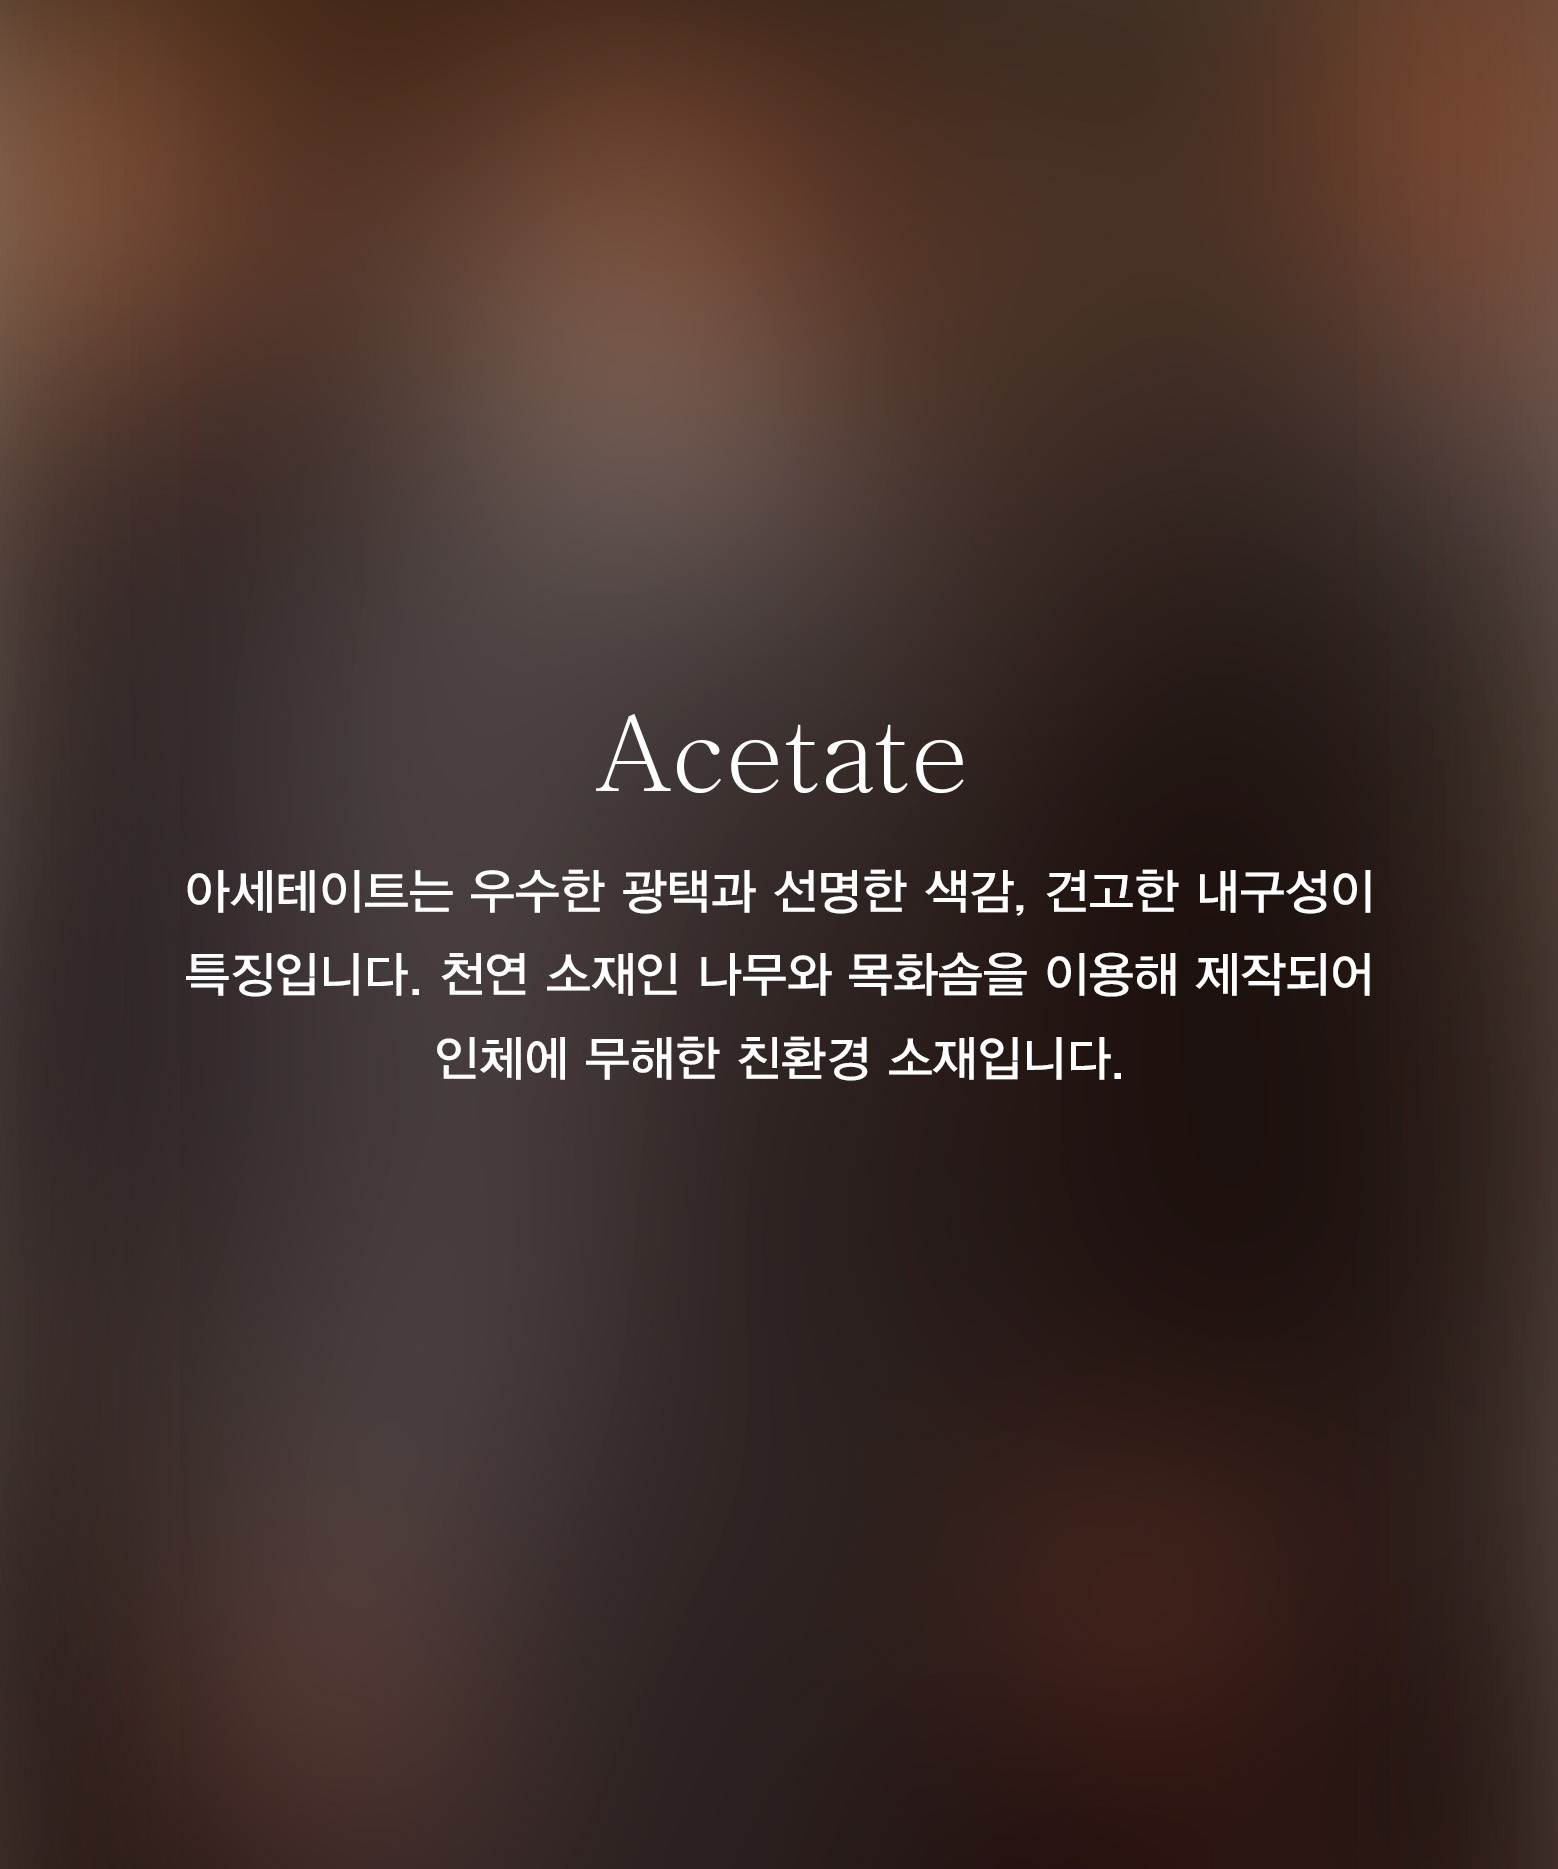 Acetate
아세테이트는 우수한 광택과 선명한 색감, 견고한 내구성이
특징입니다. 천연 소재인 나무와 목화솜을 이용해 제작되어
인체에 무해한 친환경 소재입니다.